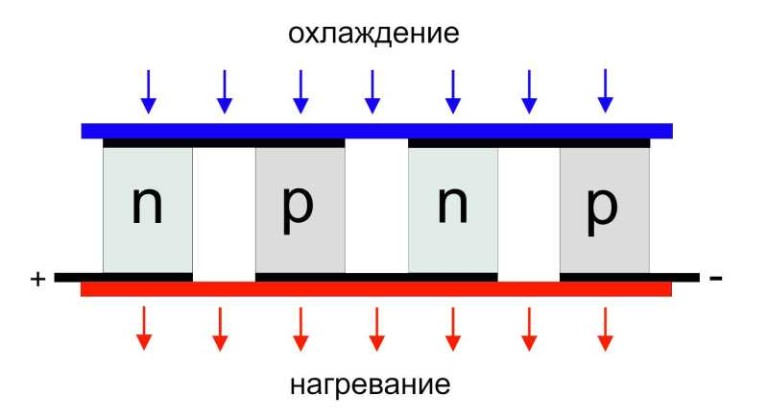 охлаждение
n p n p
+ -
нагревание